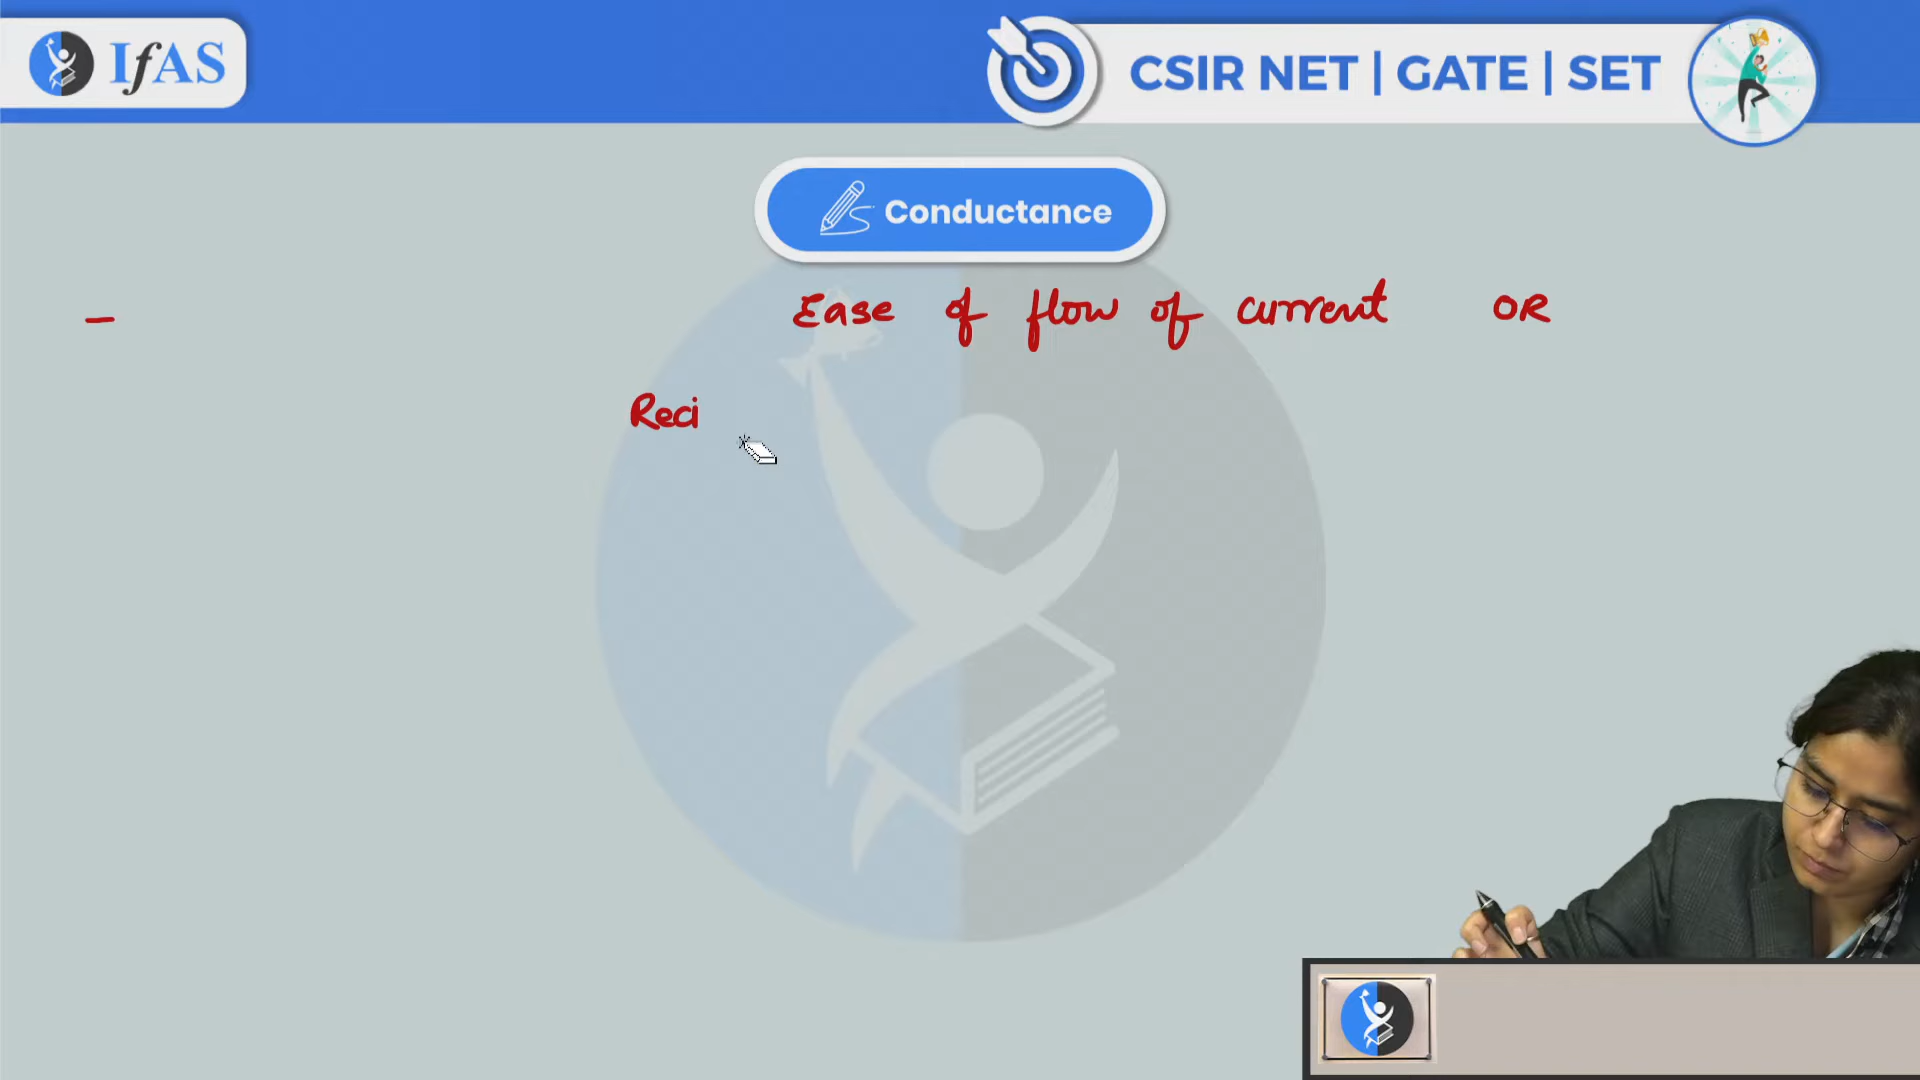 IfAS
CSIR NET | GATE | SET
Conductance
– Ease of flow of current OR
Reci